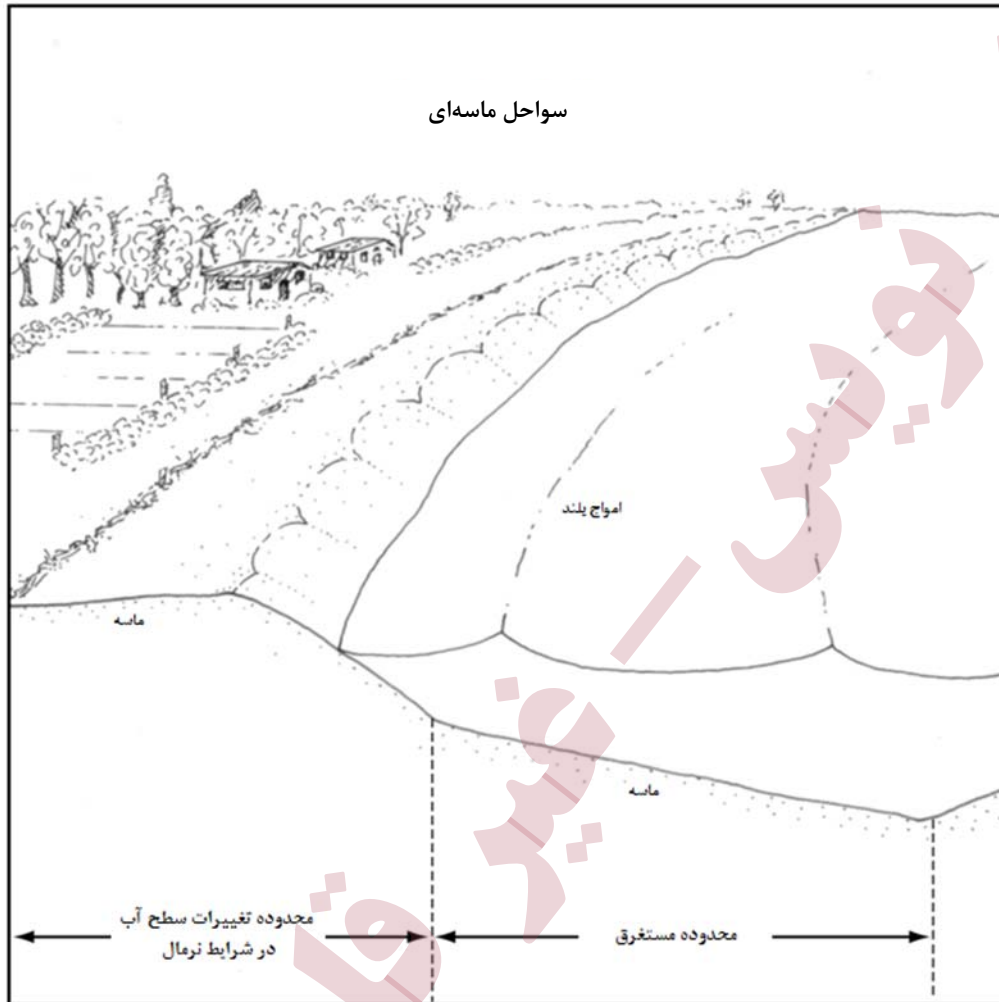 سواحل ماسه‌ای
امواج بلند
ماسه
ماسه
محدوده تغییرات سطح آب
در شرایط نرمال
محدوده مستغرق